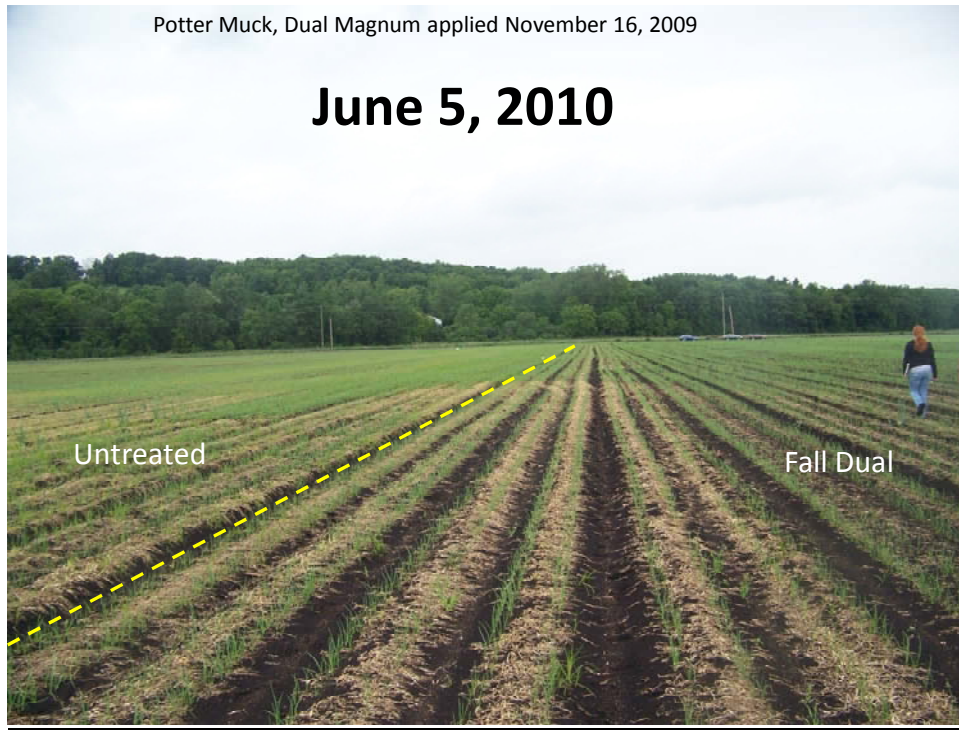 Potter Muck, Dual Magnum applied November 16, 2009
June 5, 2010
Untreated
Fall Dual